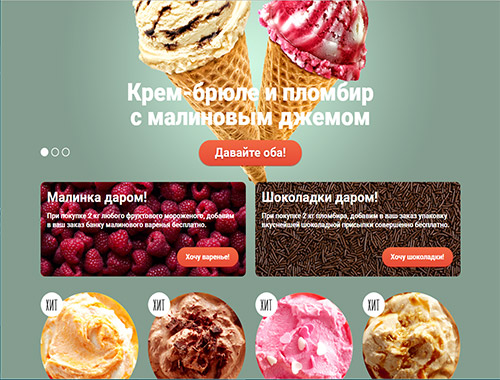 Крем-брюле и пломбир
с малиновым джемом
Давайте оба!
Малинка даром!
При покупке 2 кг любого фруктового мороженого, добавим
в ваш заказ банку малинового варенья бесплатно.
Хочу варенье!
Шоколадки даром!
При покупке 2 кг пломбира, добавим в ваш заказ упаковку
вкуснейшей шоколадной присыпки совершенно бесплатно.
Хочу шоколадки!
ХИТ
ХИТ
ХИТ
ХИТ